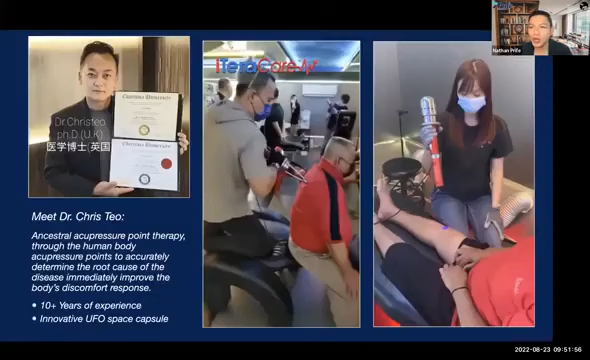 Nathan Prife
ITeraCare
Dr.Christeo
ph.D.(U.K)
医学博士(英国
Meet Dr. Chris Teo:
Ancestral acupressure point therapy,
through the human body
acupressure points to accurately
determine the root cause of the
disease immediately improve the
body's discomfort response.
• 10+ Years of experience
• Innovative UFO space capsule
2022-08-23 09:51:56